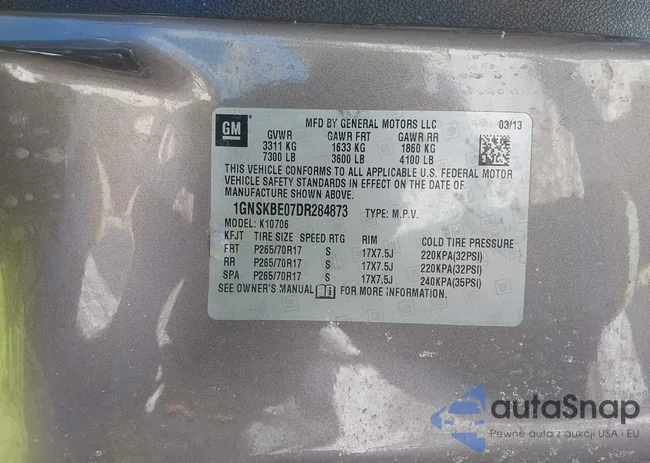 GM
MFD BY GENERAL MOTORS LLC 03/13
GVWR GAWR FRT GAWR RR
3311 KG 1633 KG 1860 KG
7300 LB 3600 LB 4100 LB
THIS VEHICLE CONFORMS TO ALL APPLICABLE U.S. FEDERAL MOTOR
VEHICLE SAFETY STANDARDS IN EFFECT ON THE DATE OF
MANUFACTURE SHOWN ABOVE.
1GNSKBE07DR284873 TYPE: M.P.V.
MODEL: K10706
KFJT TIRE SIZE SPEED RTG RIM COLD TIRE PRESSURE
FRT P265/70R17 S 17X7.5J 220KPA(32PSI)
RR P265/70R17 S 17X7.5J 220KPA(32PSI)
SPA P265/70R17 S 17X7.5J 240KPA(35PSI)
SEE OWNER'S MANUAL FOR MORE INFORMATION.
autaSnap
Pewne auta z aukcji USA i EU